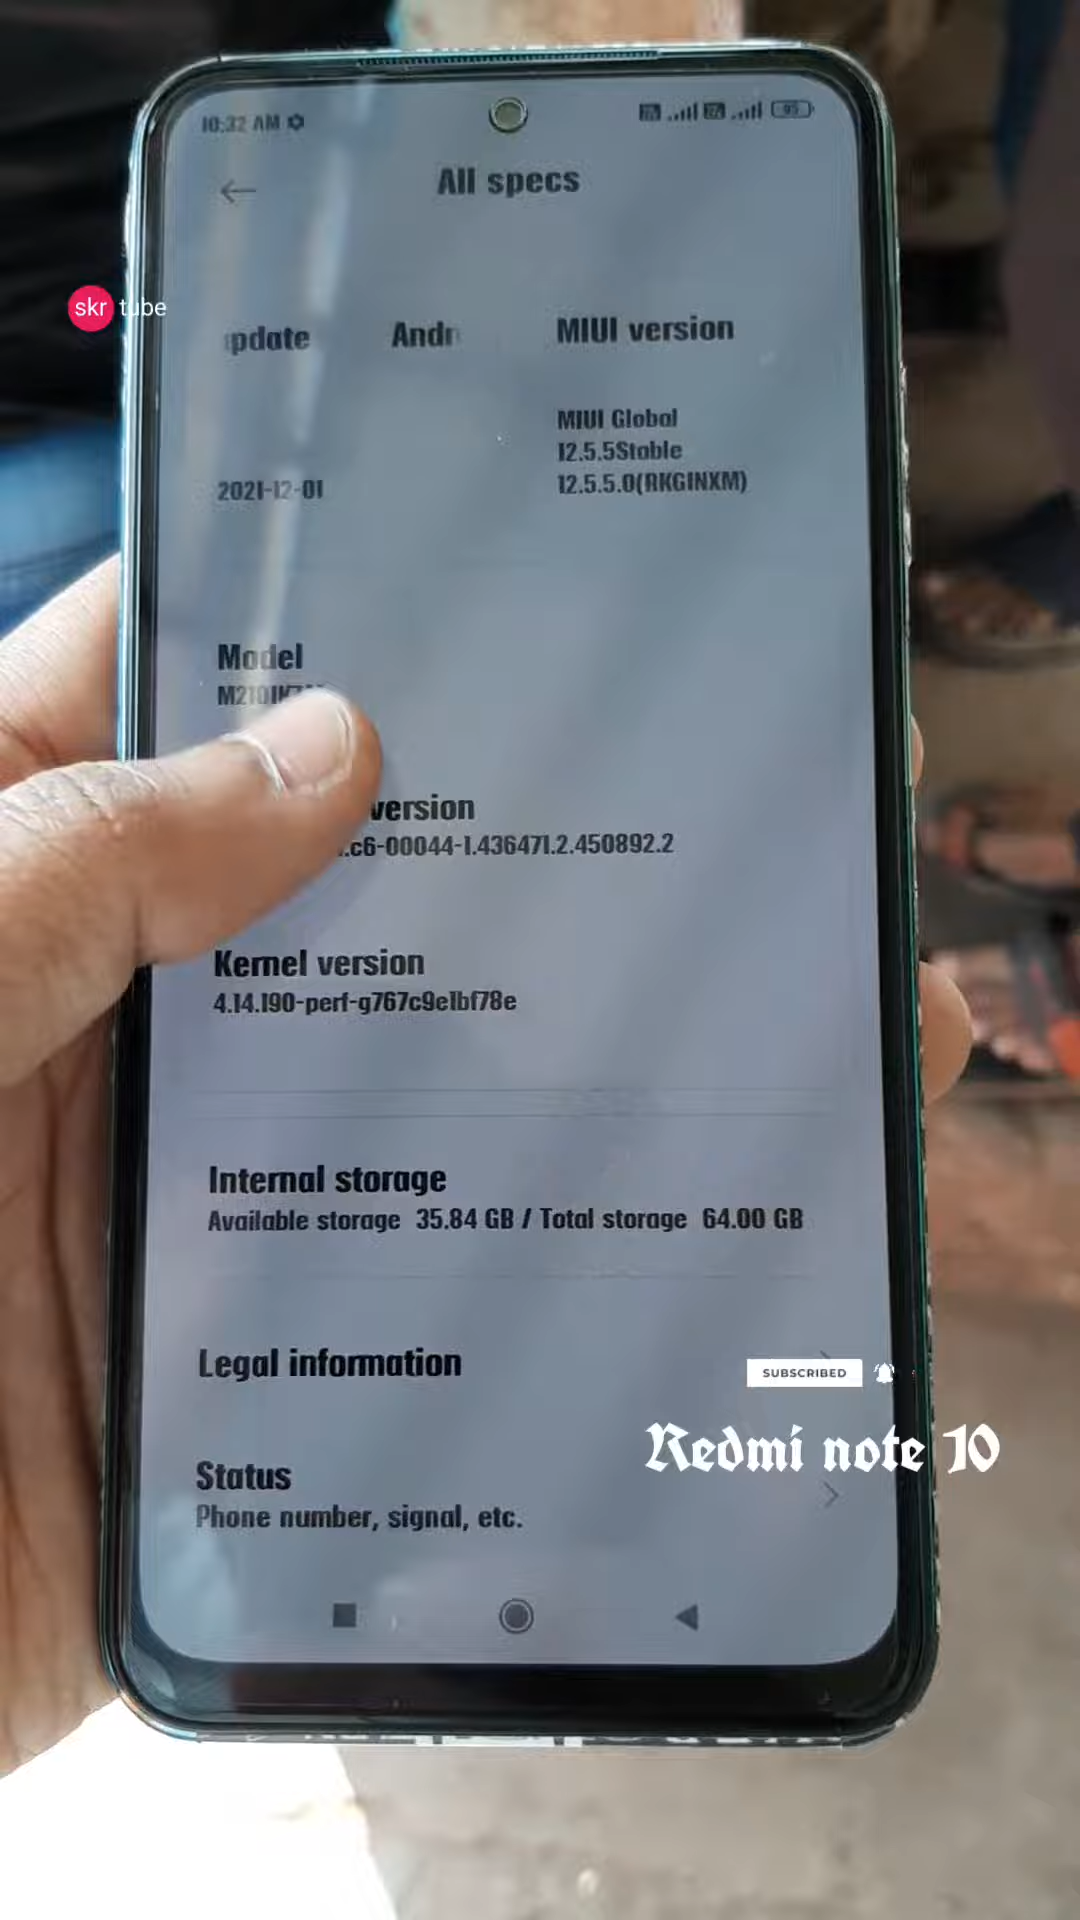 10:32 AM
95
All specs
skr tube
pdate
Andr
MIUI version
MIUI Global
12.5.5Stable
2021-12-01
12.5.5.0(RKGINXM)
Model
M2101K
version
.c6-00044-1.436471.2.450892.2
Kernel version
4.14.190-perf-g767c9e1bf78e
Internal storage
Available storage 35.84 GB / Total storage 64.00 GB
Legal information
SUBSCRIBED
Redmi note 10
Status
Phone number, signal, etc.